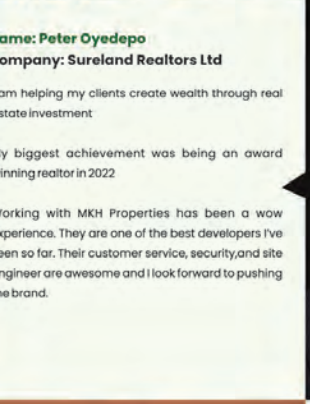 ame: Peter Oyedepo
ompany: Sureland Realtors Ltd
am helping my clients create wealth through real
state investment
y biggest achievement was being an award
inning realtor in 2022
orking with MKH Properties has been a wow
xperience. They are one of the best developers I've
een so far. Their customer service, security,and site
ngineer are awesome and I look forward to pushing
e brand.